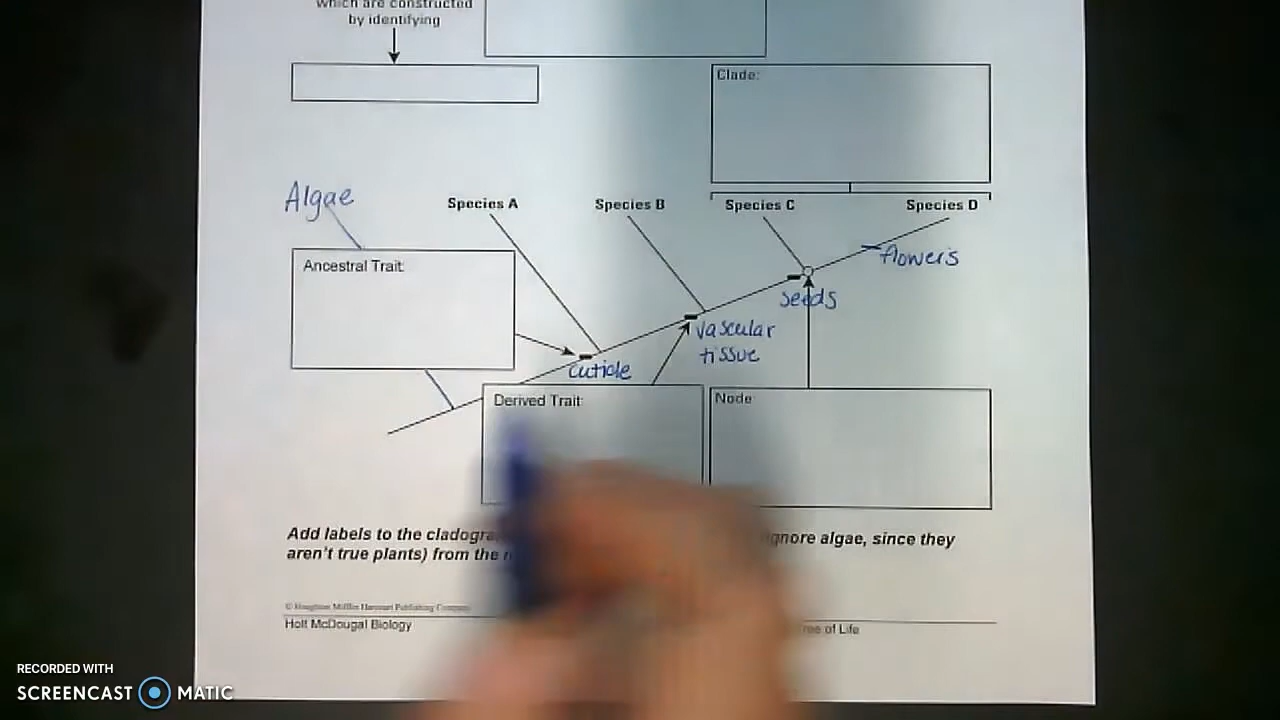 which are constructed
by identifying
Clade:
Algae
Species A
Species B
Species C
Species D
Ancestral Trait:
flowers
seeds
vascular
tissue
cuticle
Derived Trait:
Node:
Add labels to the cladogra
ignore algae, since they
aren't true plants) from the
© Houghton Mifflin Harcourt Publishing Company
Holt McDougal Biology
ree of Life
RECORDED WITH
SCREENCAST MATIC